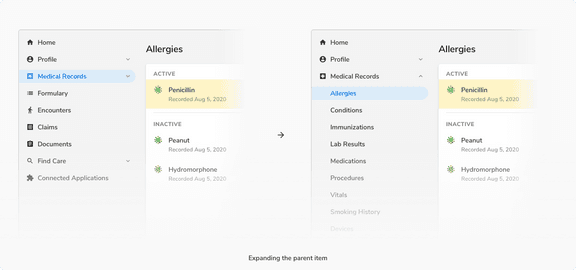 Home
Profile
Medical Records
Formulary
Encounters
Claims
Documents
Find Care
Connected Applications
Allergies
ACTIVE
Penicillin
Recorded Aug 5, 2020
INACTIVE
Peanut
Recorded Aug 5, 2020
Hydromorphone
Recorded Aug 5, 2020
Home
Profile
Medical Records
Allergies
Conditions
Immunizations
Lab Results
Medications
Procedures
Vitals
Smoking History
Devices
Allergies
ACTIVE
Penicillin
Recorded Aug 5, 2020
INACTIVE
Peanut
Recorded Aug 5, 2020
Hydromorphone
Recorded Aug 5, 2020
Expanding the parent item